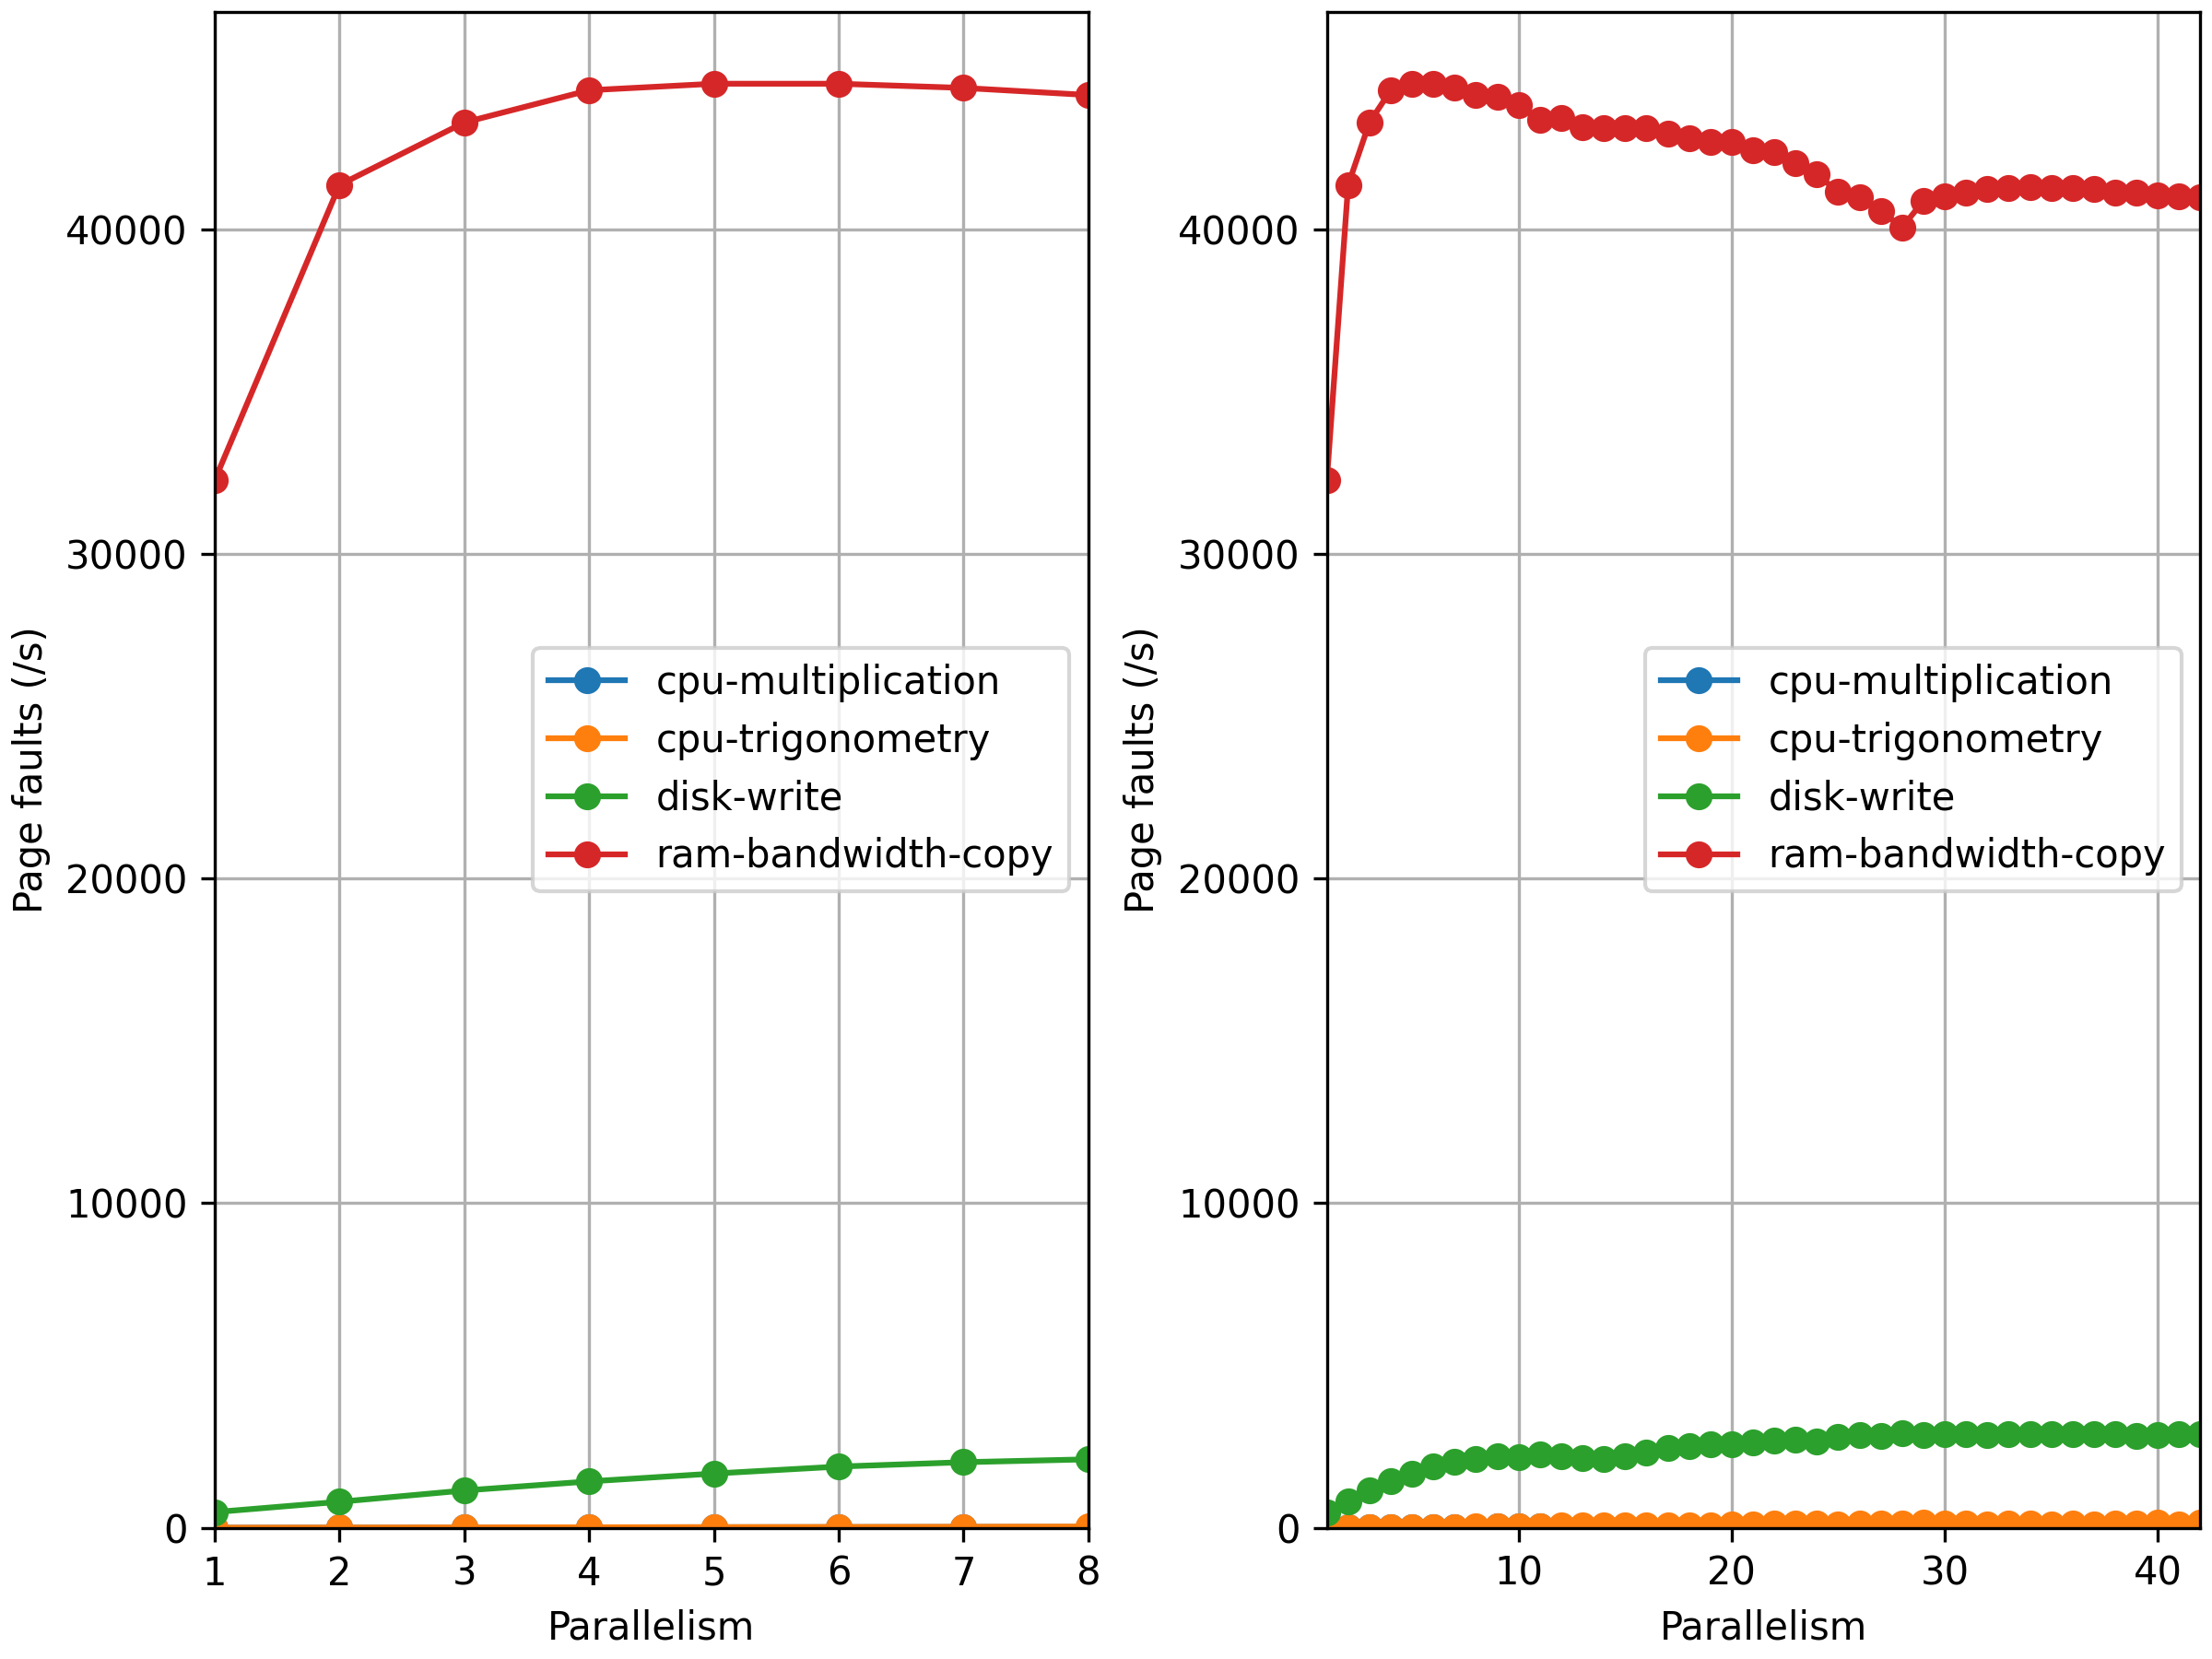 40000
30000
20000
10000
0
Page faults (/s)
cpu-multiplication
cpu-trigonometry
disk-write
ram-bandwidth-copy
1 2 3 4 5 6 7 8
Parallelism
40000
30000
20000
10000
0
Page faults (/s)
cpu-multiplication
cpu-trigonometry
disk-write
ram-bandwidth-copy
10 20 30 40
Parallelism